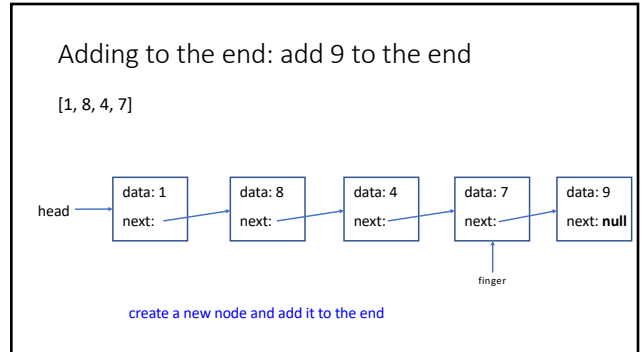 Adding to the end: add 9 to the end
[1, 8, 4, 7]
head
data: 1
next:
data: 8
next:
data: 4
next:
data: 7
next:
data: 9
next: null
finger
create a new node and add it to the end